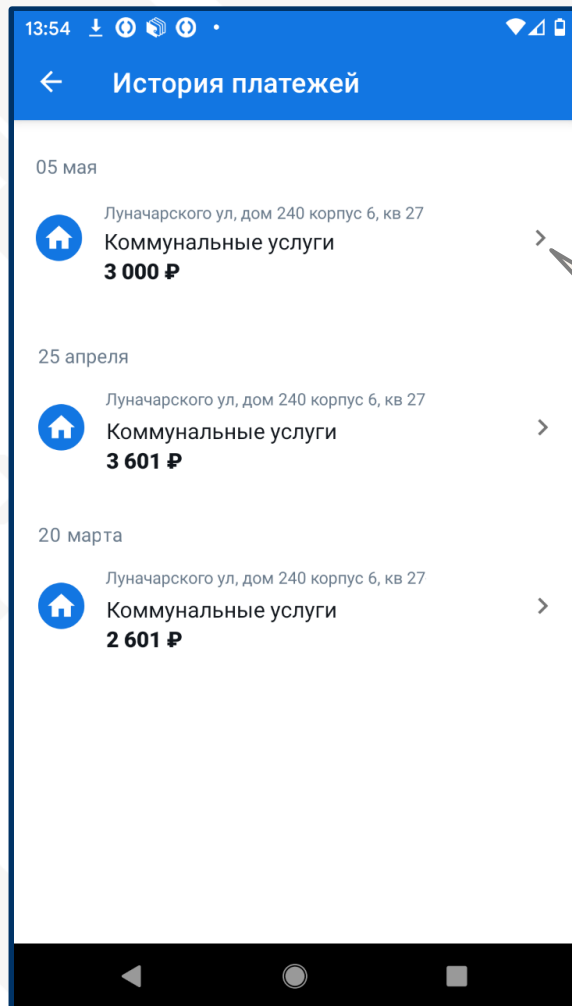 13:54
История платежей
05 мая
Луначарского ул, дом 240 корпус 6, кв 27
Коммунальные услуги
3 000 ₽
25 апреля
Луначарского ул, дом 240 корпус 6, кв 27
Коммунальные услуги
3 601 ₽
20 марта
Луначарского ул, дом 240 корпус 6, кв 27
Коммунальные услуги
2 601 ₽